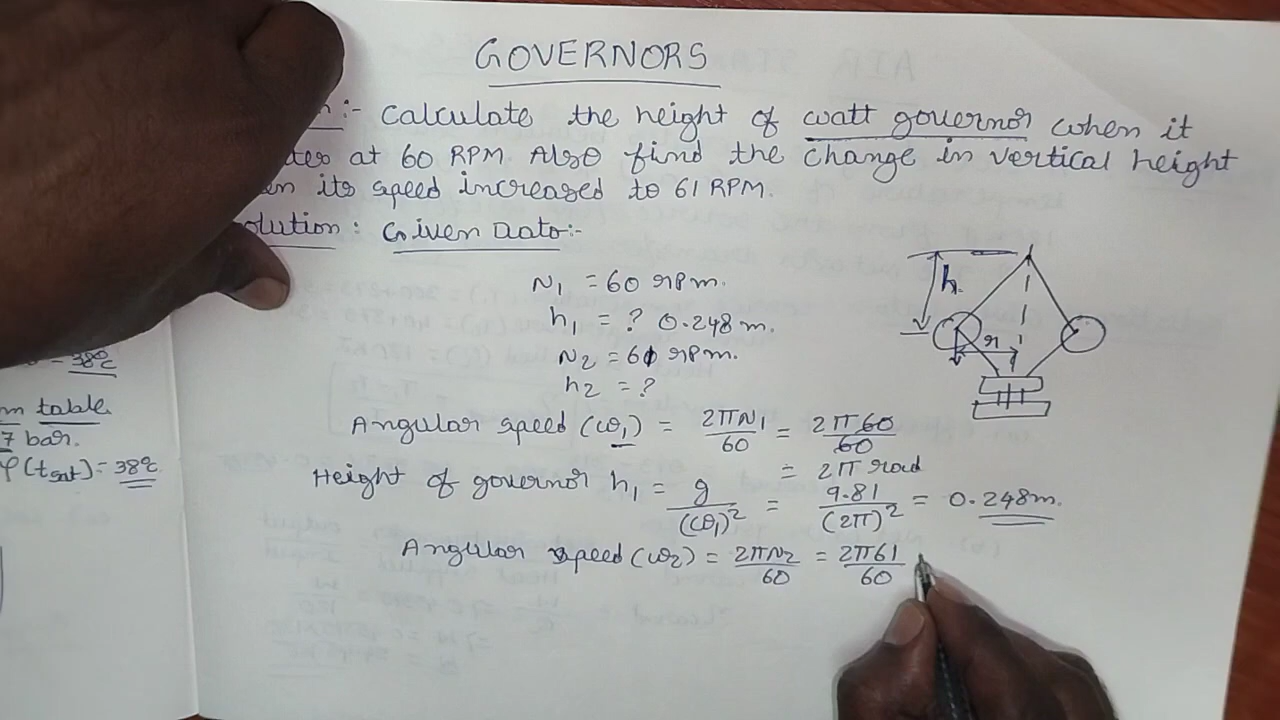 GOVERNORS
:- Calculate the height of watt governor when it
at 60 RPM. Also find the change in vertical height
its speed increased to 61 RPM.
olution : Given Data:-
N1 = 60 rpm.
h1 = ? 0.248 m.
N2 = 61 rpm.
h2 = ?
h
r
Angular speed (ω1) = 2πN1/60 = 2π60/60
= 2π rad
Height of governor h1 = g/(ω1)² = 9.81/(2π)² = 0.248m.
Angular speed (ω2) = 2πN2/60 = 2π61/60
38°C
table
7 bar.
(tsat) = 38°C